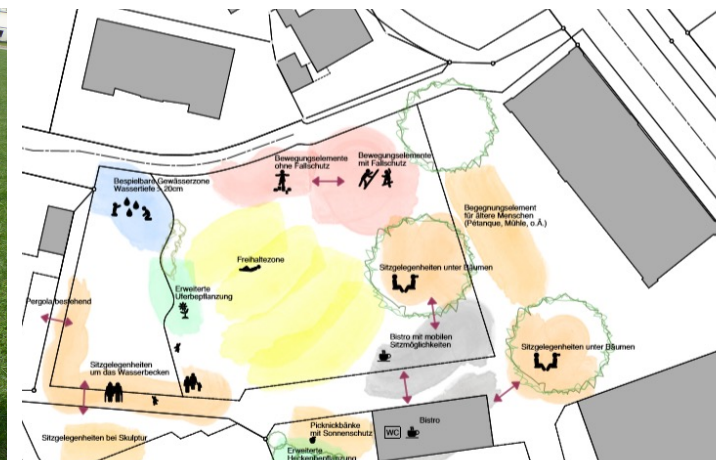 Bewegungselemente
ohne Fallschutz
Bewegungselemente
mit Fallschutz
Bespielbare Gewässerzone
Wassertiefe > 20cm
Begegnungselement
für ältere Menschen
(Pétanque, Mühle, o.Ä.)
Freihaltezone
Sitzgelegenheiten unter Bäumen
Erweiterte
Uferbepflanzung
Pergola bestehend
Bistro mit mobilen
Sitzmöglichkeiten
Sitzgelegenheiten unter Bäumen
Sitzgelegenheiten
um das Wasserbecken
Picknickbänke
mit Sonnenschutz
Bistro
WC
Sitzgelegenheiten bei Skulptur
Erweiterte
Heckenbepflanzung